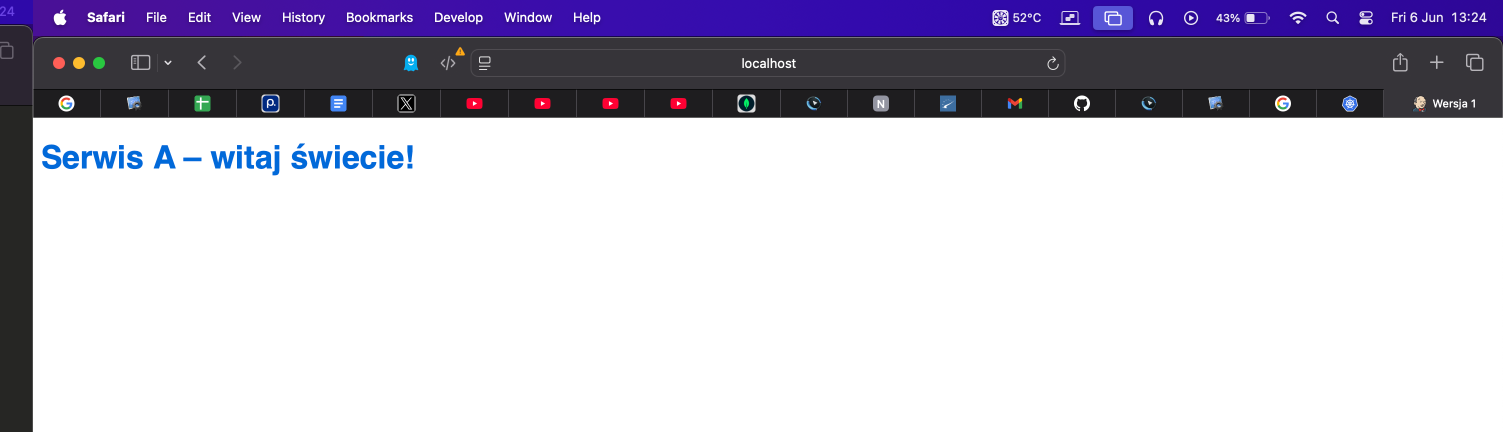 24
Safari File Edit View History Bookmarks Develop Window Help 52°C 43% Fri 6 Jun 13:24
localhost
Wersja 1
Serwis A – witaj świecie!